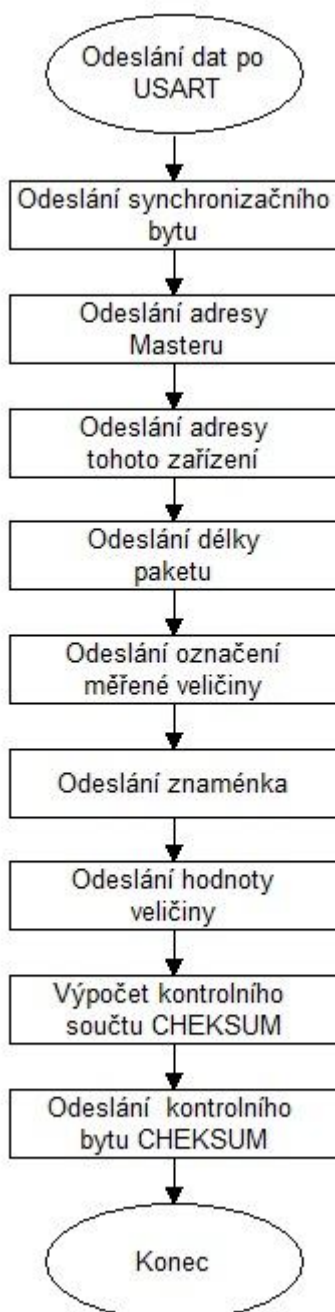 Odeslání dat po
USART
Odeslání synchronizačního
bytu
Odeslání adresy
Masteru
Odeslání adresy
tohoto zařízení
Odeslání délky
paketu
Odeslání označení
měřené veličiny
Odeslání znaménka
Odeslání hodnoty
veličiny
Výpočet kontrolního
součtu CHEKSUM
Odeslání kontrolního
bytu CHEKSUM
Konec